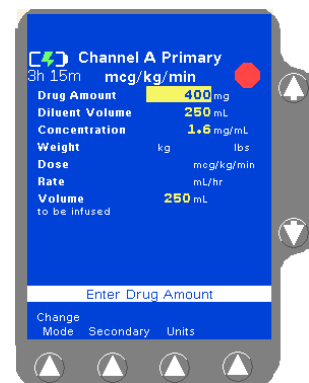 Channel A Primary
3h 15m mcg/kg/min
Drug Amount 400 mg
Diluent Volume 250 mL
Concentration 1.6 mg/mL
Weight kg lbs
Dose mcg/kg/min
Rate mL/hr
Volume 250 mL
to be infused
Enter Drug Amount
Change
Mode Secondary Units